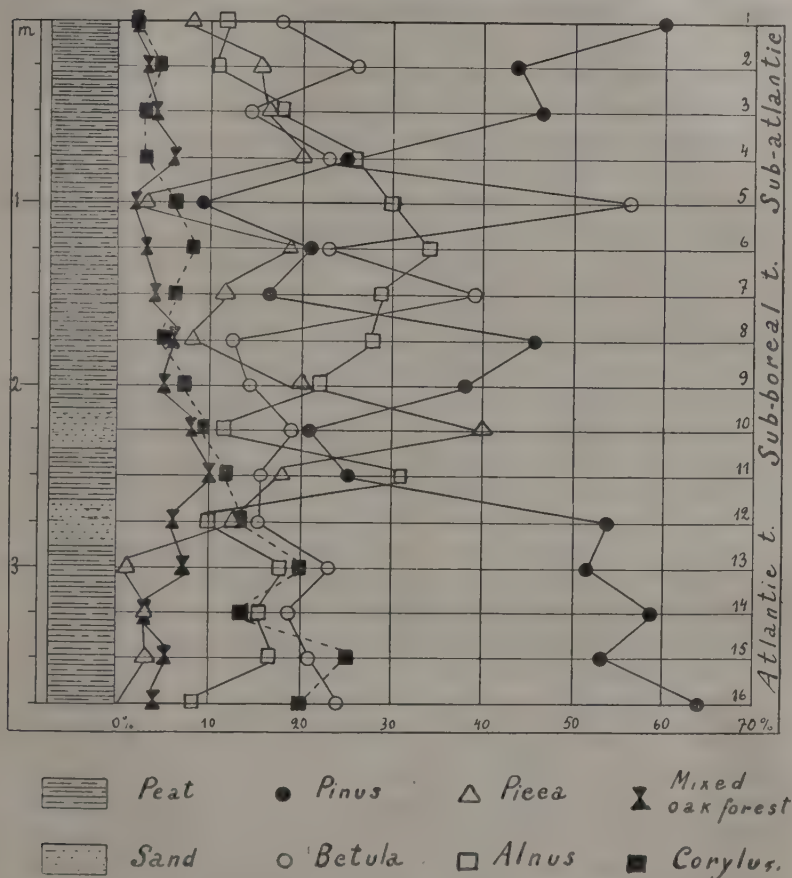 m
1
2
3
4
1
5
6
7
8
2
9
10
11
12
3
13
14
15
16
0%
10
20
30
40
50
60
70%
Sub-atlantic
Sub-boreal t.
Atlantic t.
Peat
Pinus
Picea
Mixed
oak forest
Sand
Betula
Alnus
Corylus.